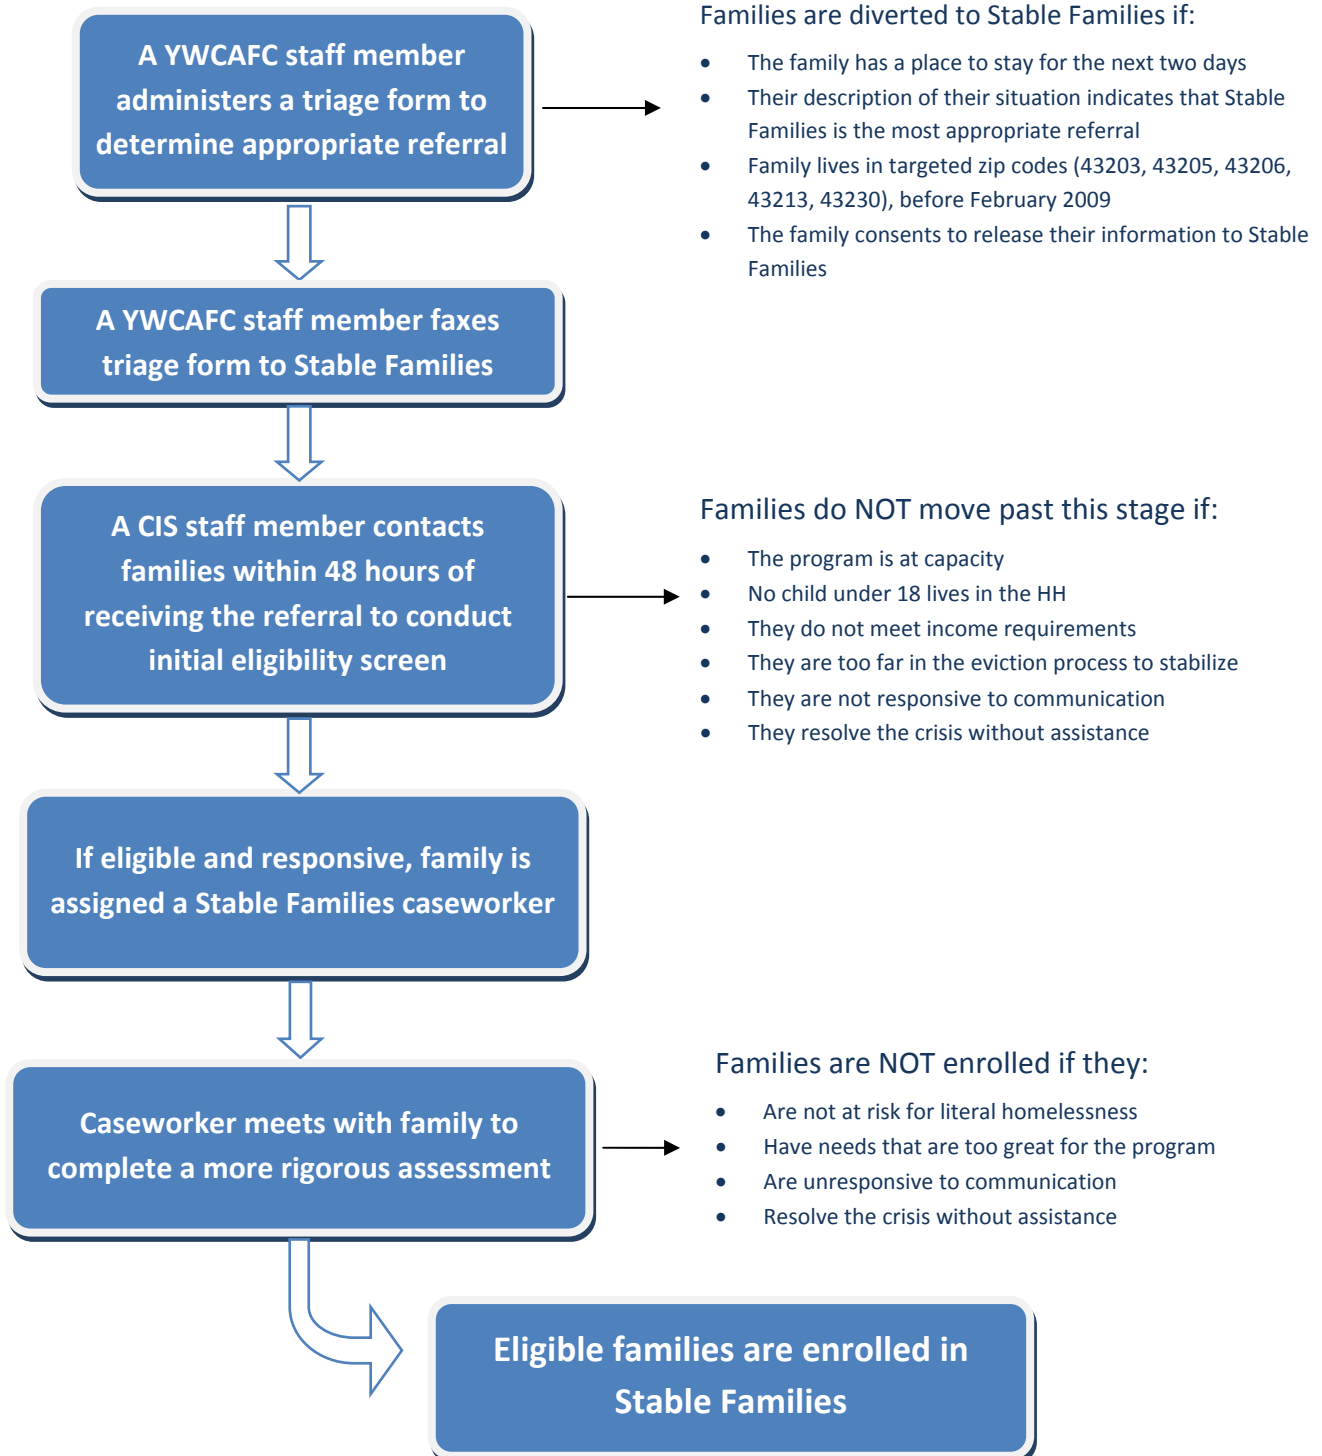 A YWCAFC staff member
administers a triage form to
determine appropriate referral
Families are diverted to Stable Families if:
• The family has a place to stay for the next two days
• Their description of their situation indicates that Stable
Families is the most appropriate referral
• Family lives in targeted zip codes (43203, 43205, 43206,
43213, 43230), before February 2009
• The family consents to release their information to Stable
Families
A YWCAFC staff member faxes
triage form to Stable Families
A CIS staff member contacts
families within 48 hours of
receiving the referral to conduct
initial eligibility screen
Families do NOT move past this stage if:
• The program is at capacity
• No child under 18 lives in the HH
• They do not meet income requirements
• They are too far in the eviction process to stabilize
• They are not responsive to communication
• They resolve the crisis without assistance
If eligible and responsive, family is
assigned a Stable Families caseworker
Caseworker meets with family to
complete a more rigorous assessment
Families are NOT enrolled if they:
• Are not at risk for literal homelessness
• Have needs that are too great for the program
• Are unresponsive to communication
• Resolve the crisis without assistance
Eligible families are enrolled in
Stable Families